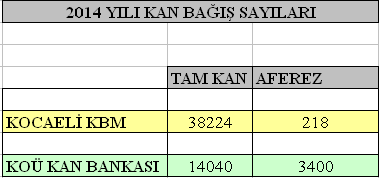 2014 YILI KAN BAĞIŞ SAYILARI
TAM KAN AFEREZ
KOCAELİ KBM 38224 218
KOÜ KAN BANKASI 14040 3400